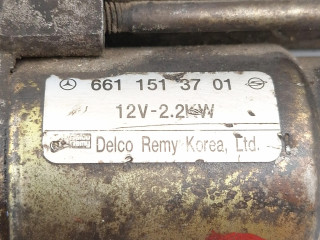 661 151 37 01
12V-2.2KW
Delco Remy Korea, Ltd.